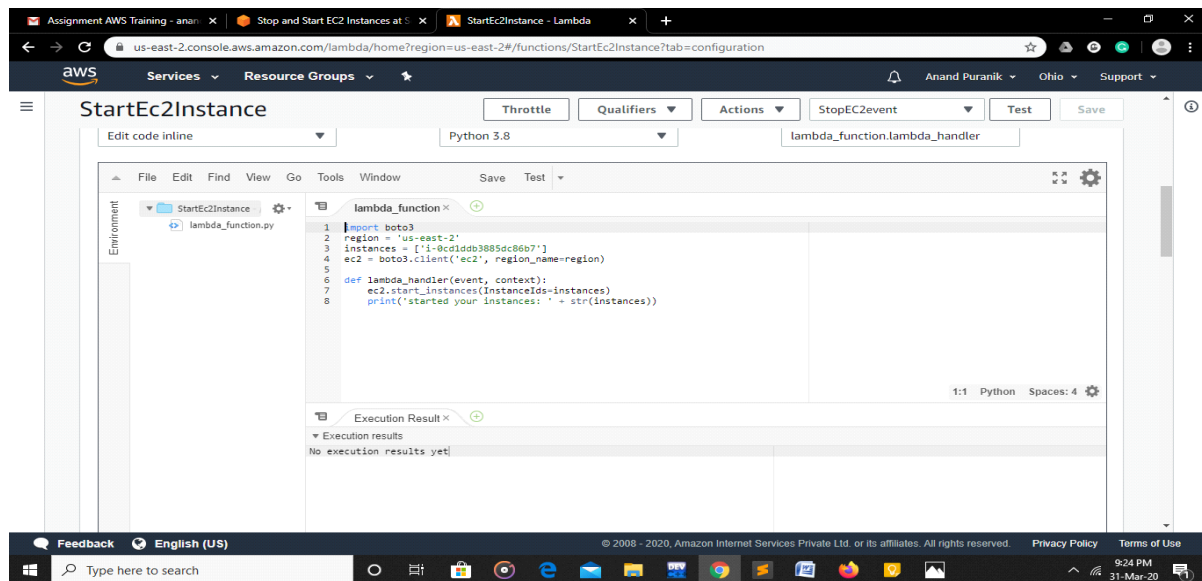 Assignment AWS Training - anan
Stop and Start EC2 Instances at S
StartEc2Instance - Lambda
us-east-2.console.aws.amazon.com/lambda/home?region=us-east-2#/functions/StartEc2Instance?tab=configuration
aws Services Resource Groups Anand Puranik Ohio Support
StartEc2Instance Throttle Qualifiers Actions StopEC2event Test Save
Edit code inline Python 3.8 lambda_function.lambda_handler
File Edit Find View Go Tools Window Save Test
Environment
StartEc2Instance
lambda_function.py
lambda_function
1 import boto3
2 region = 'us-east-2'
3 instances = ['i-0cd1ddb3885dc86b7']
4 ec2 = boto3.client('ec2', region_name=region)
5
6 def lambda_handler(event, context):
7     ec2.start_instances(InstanceIds=instances)
8     print('started your instances: ' + str(instances))
1:1 Python Spaces: 4
Execution Result
Execution results
No execution results yet
Feedback English (US) © 2008 - 2020, Amazon Internet Services Private Ltd. or its affiliates. All rights reserved. Privacy Policy Terms of Use
Type here to search
DEV
9:24 PM
31-Mar-20